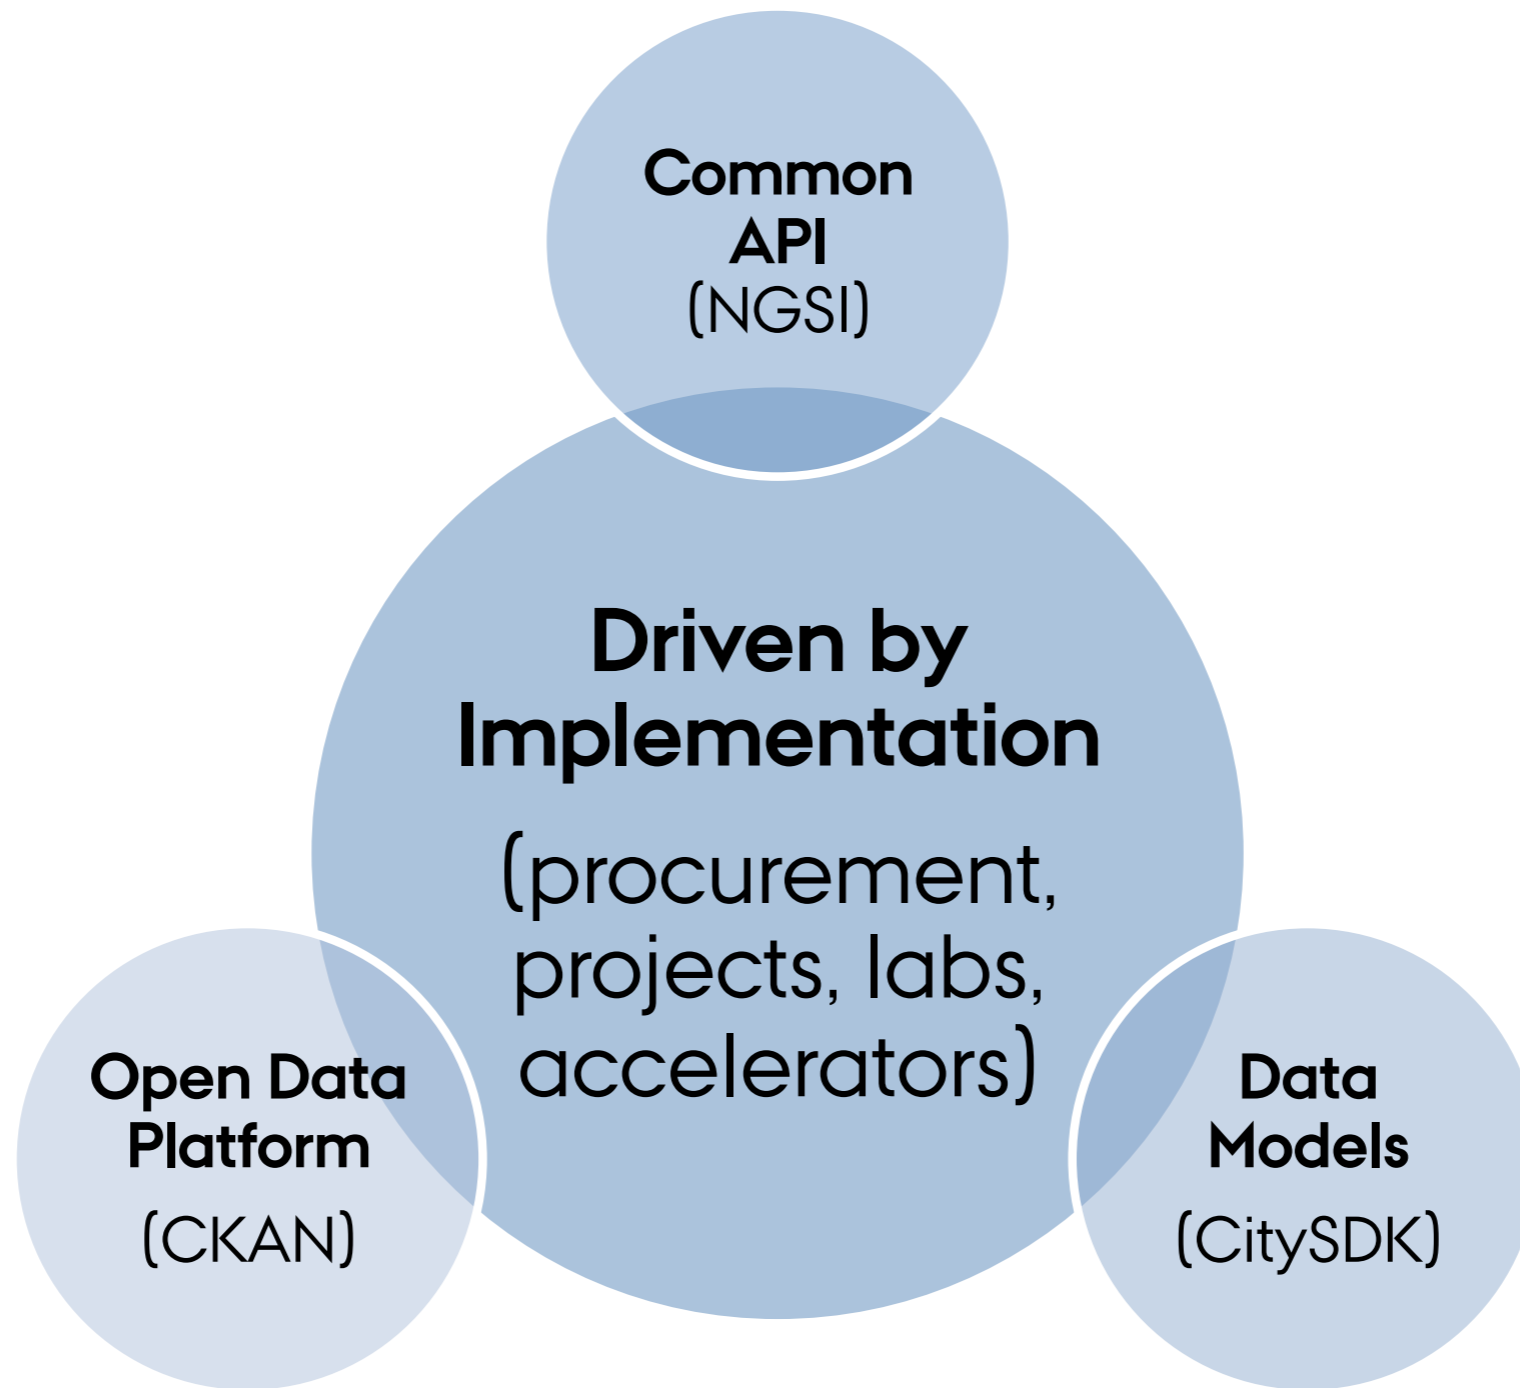 Common
API
(NGSI)
Driven by
Implementation
(procurement,
projects, labs,
accelerators)
Open Data
Platform
(CKAN)
Data
Models
(CitySDK)